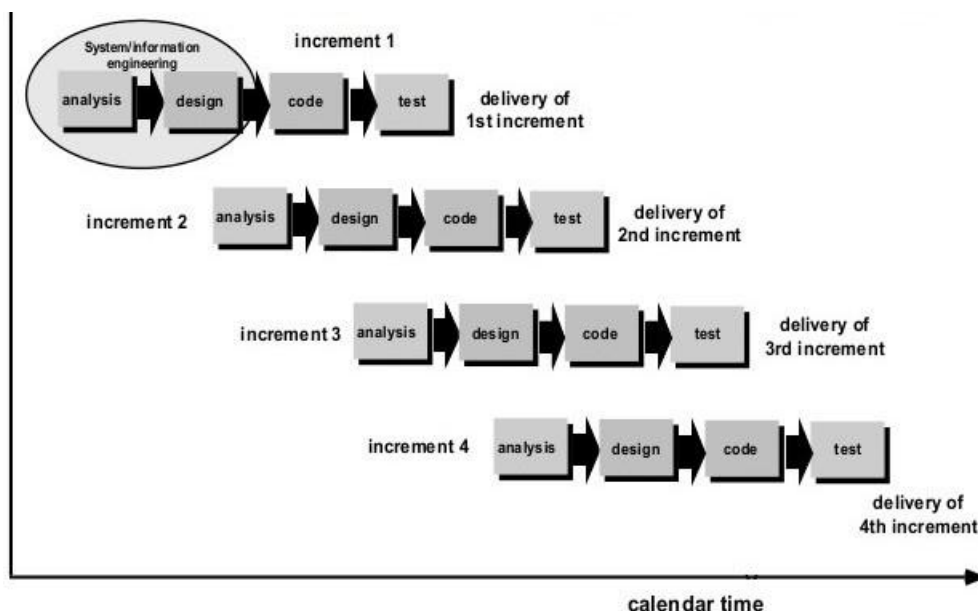 System/information
engineering
increment 1
analysis
design
code
test
delivery of
1st increment
increment 2
analysis
design
code
test
delivery of
2nd increment
increment 3
analysis
design
code
test
delivery of
3rd increment
increment 4
analysis
design
code
test
delivery of
4th increment
calendar time